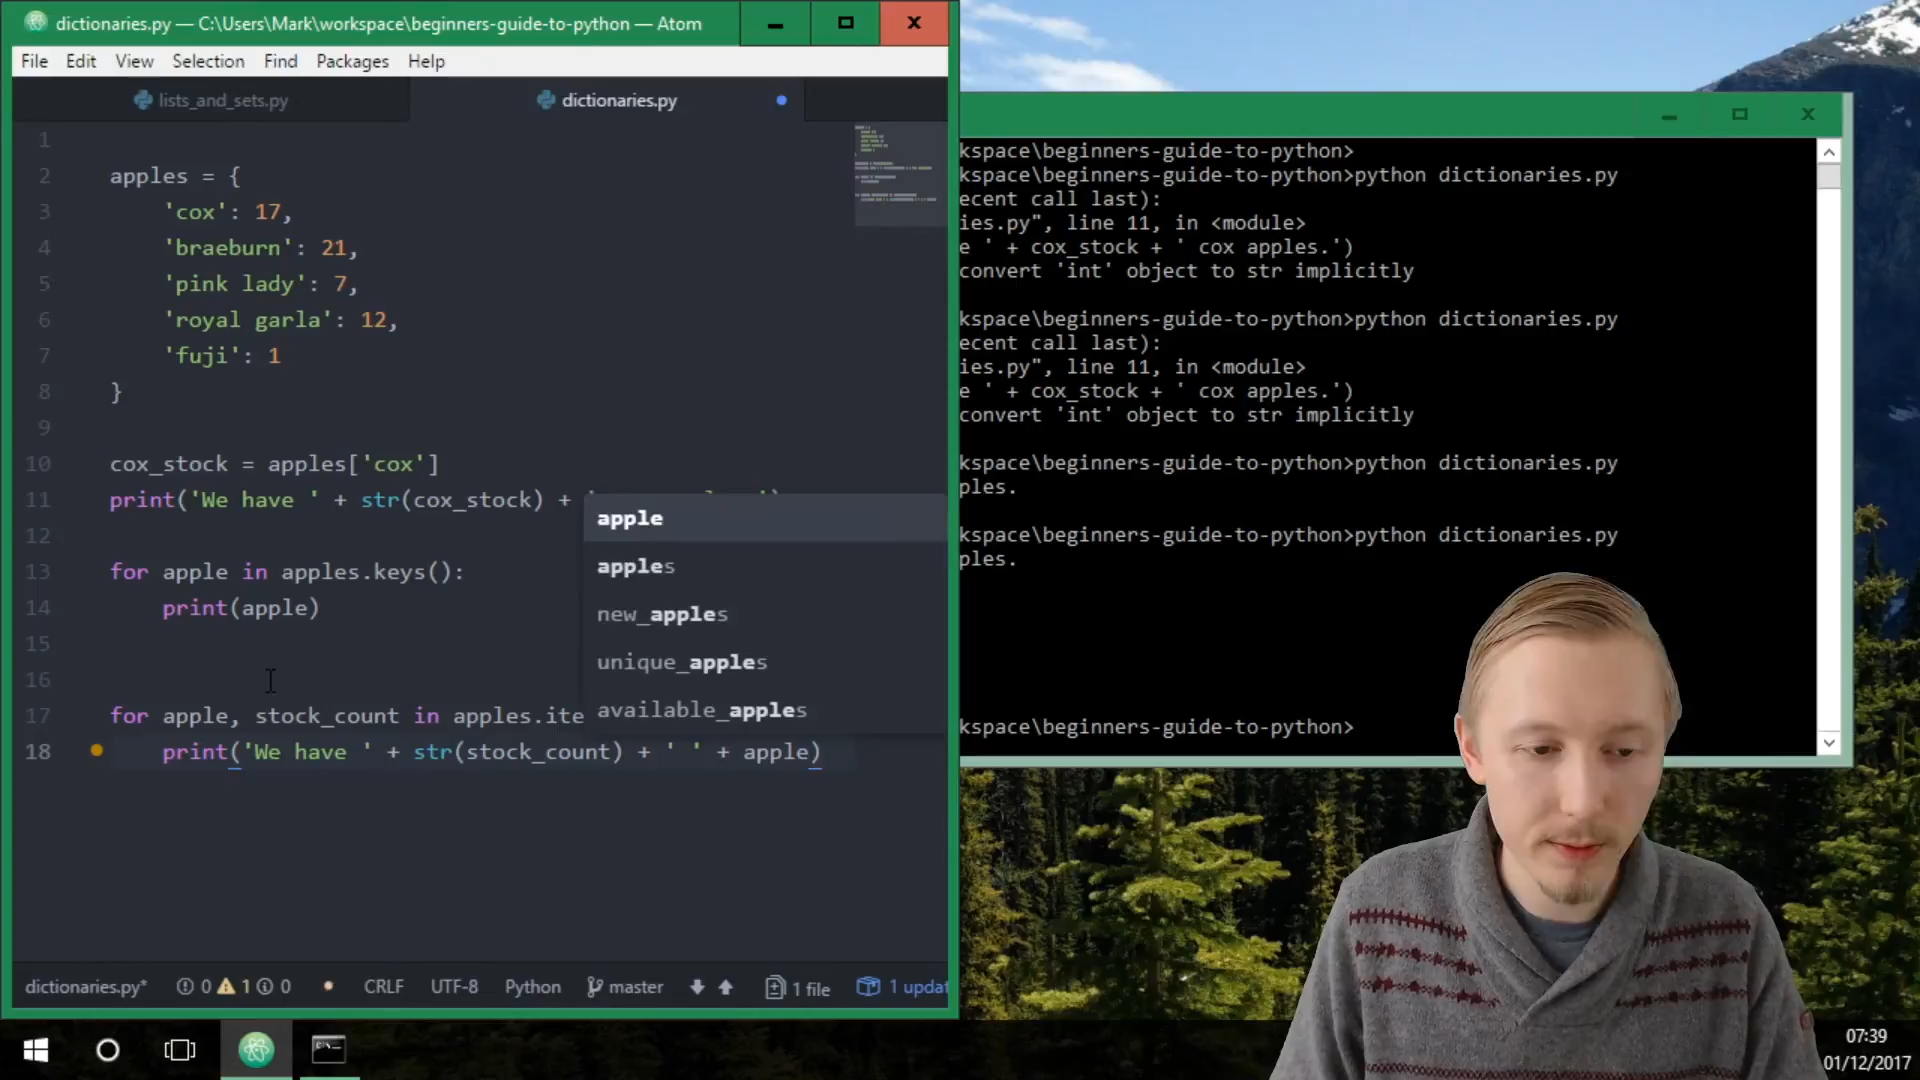 dictionaries.py — C:\Users\Mark\workspace\beginners-guide-to-python — Atom
File Edit View Selection Find Packages Help
lists_and_sets.py dictionaries.py
1
2 apples = {
3 'cox': 17,
4 'braeburn': 21,
5 'pink lady': 7,
6 'royal garla': 12,
7 'fuji': 1
8 }
9
10 cox_stock = apples['cox']
11 print('We have ' + str(cox_stock) +
12
13 for apple in apples.keys():
14 print(apple)
15
16
17 for apple, stock_count in apples.ite
18 print('We have ' + str(stock_count) + ' ' + apple)
apple
apples
new_apples
unique_apples
available_apples
dictionaries.py* 0 1 0 CRLF UTF-8 Python master 1 file 1 updat
kspace\beginners-guide-to-python>
kspace\beginners-guide-to-python>python dictionaries.py
ecent call last):
ies.py", line 11, in <module>
e ' + cox_stock + ' cox apples.')
convert 'int' object to str implicitly
kspace\beginners-guide-to-python>python dictionaries.py
ecent call last):
ies.py", line 11, in <module>
e ' + cox_stock + ' cox apples.')
convert 'int' object to str implicitly
kspace\beginners-guide-to-python>python dictionaries.py
ples.
kspace\beginners-guide-to-python>python dictionaries.py
ples.
kspace\beginners-guide-to-python>
07:39
01/12/2017